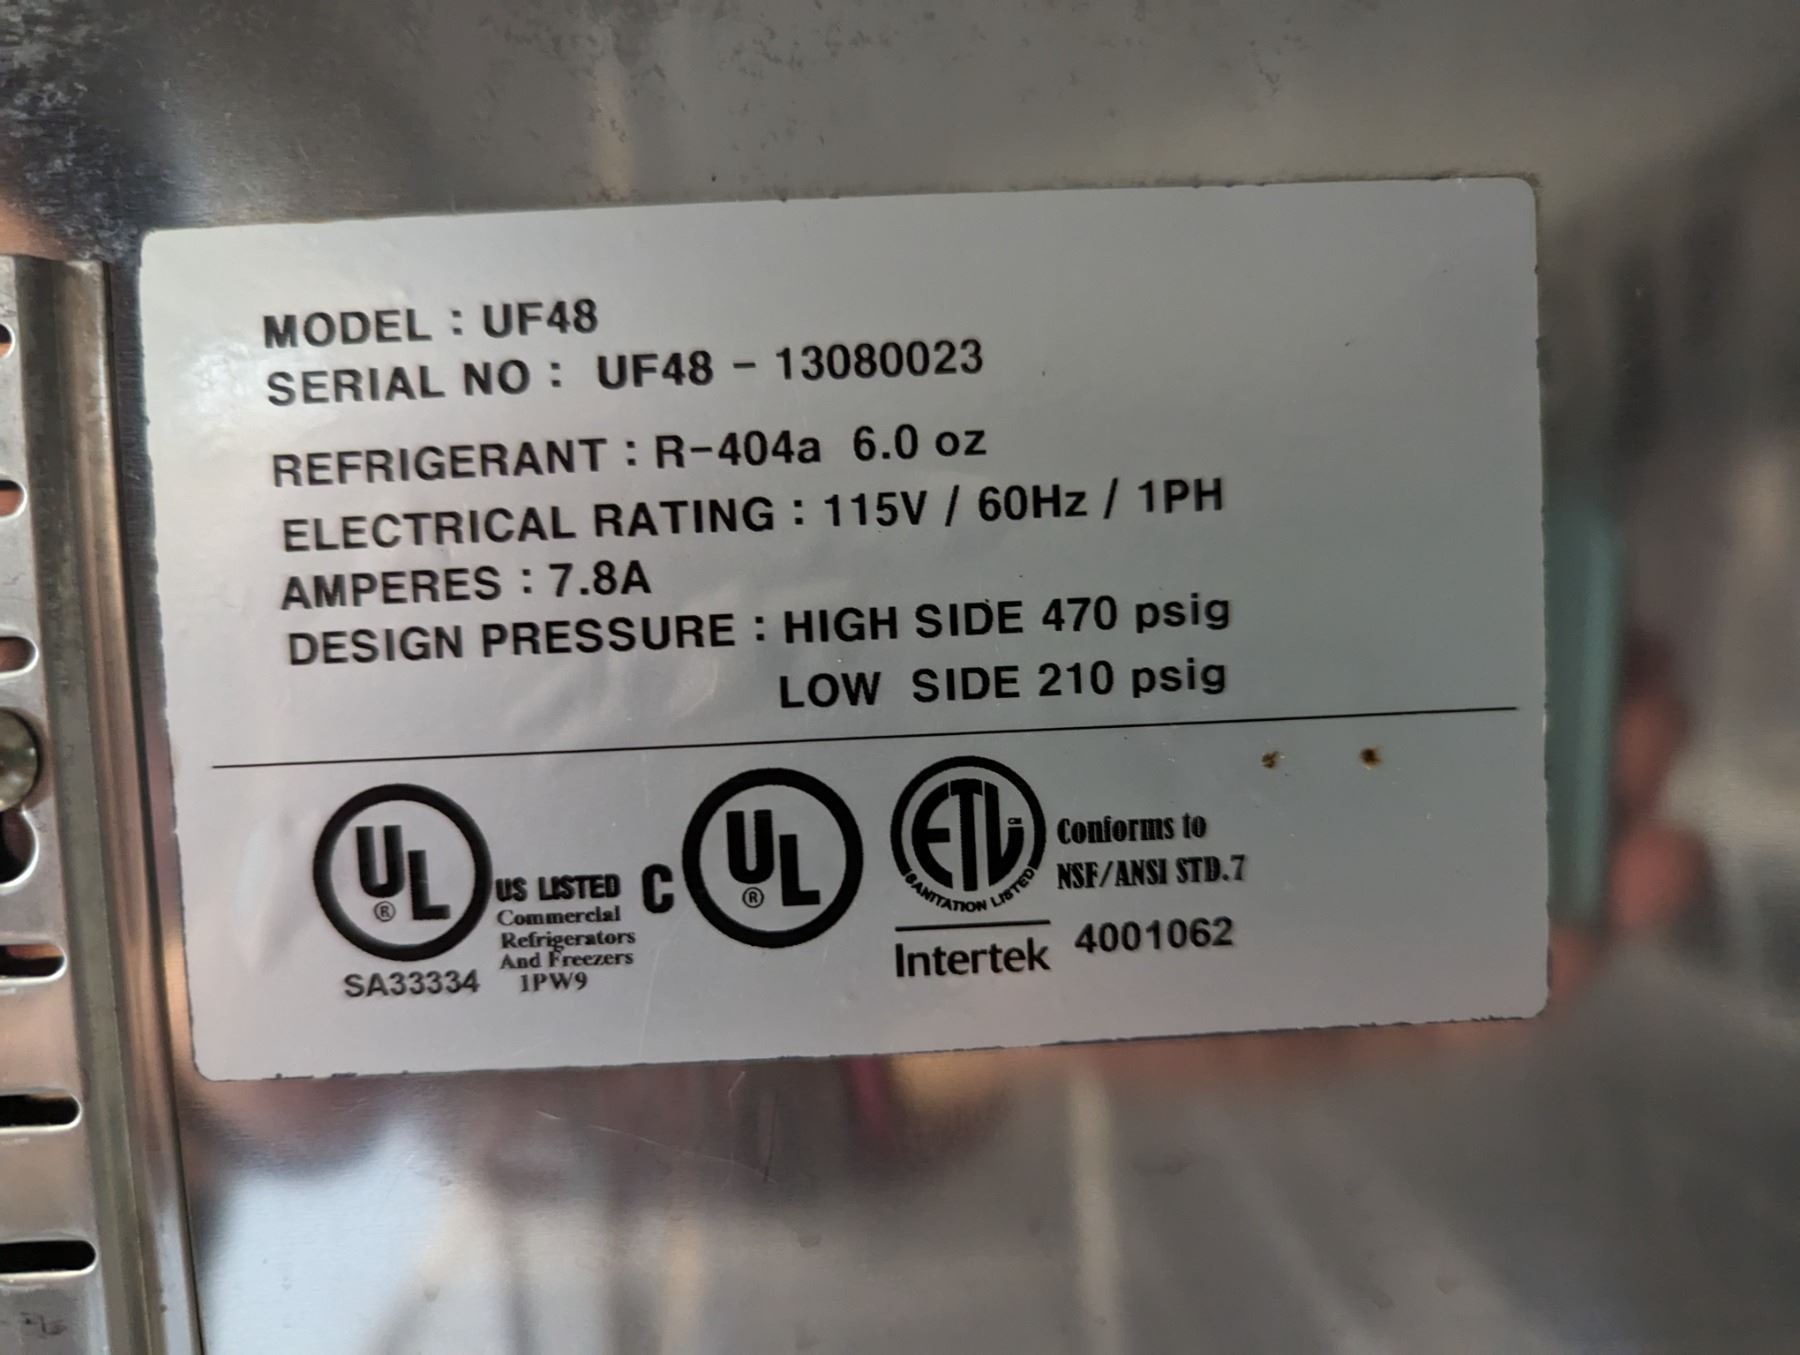 MODEL : UF48
SERIAL NO : UF48 - 13080023
REFRIGERANT : R-404a 6.0 oz
ELECTRICAL RATING : 115V / 60Hz / 1PH
AMPERES : 7.8A
DESIGN PRESSURE : HIGH SIDE 470 psig
LOW SIDE 210 psig
UL ® US LISTED
Commercial
Refrigerators
And Freezers
SA33334 1PW9
C UL ®
ETL
SANITATION LISTED
Intertek
Conforms to
NSF/ANSI STD.7
4001062